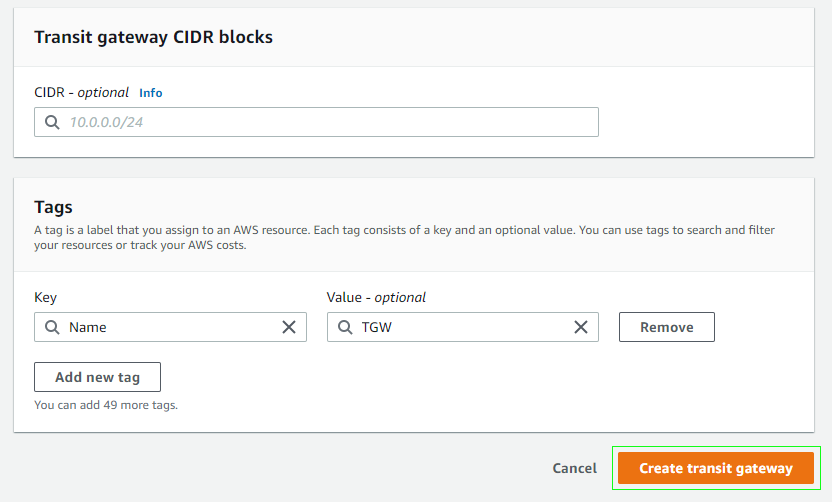 Transit gateway CIDR blocks
CIDR - optional Info
10.0.0.0/24
Tags
A tag is a label that you assign to an AWS resource. Each tag consists of a key and an optional value. You can use tags to search and filter
your resources or track your AWS costs.
Key Value - optional
Name TGW Remove
Add new tag
You can add 49 more tags.
Cancel Create transit gateway